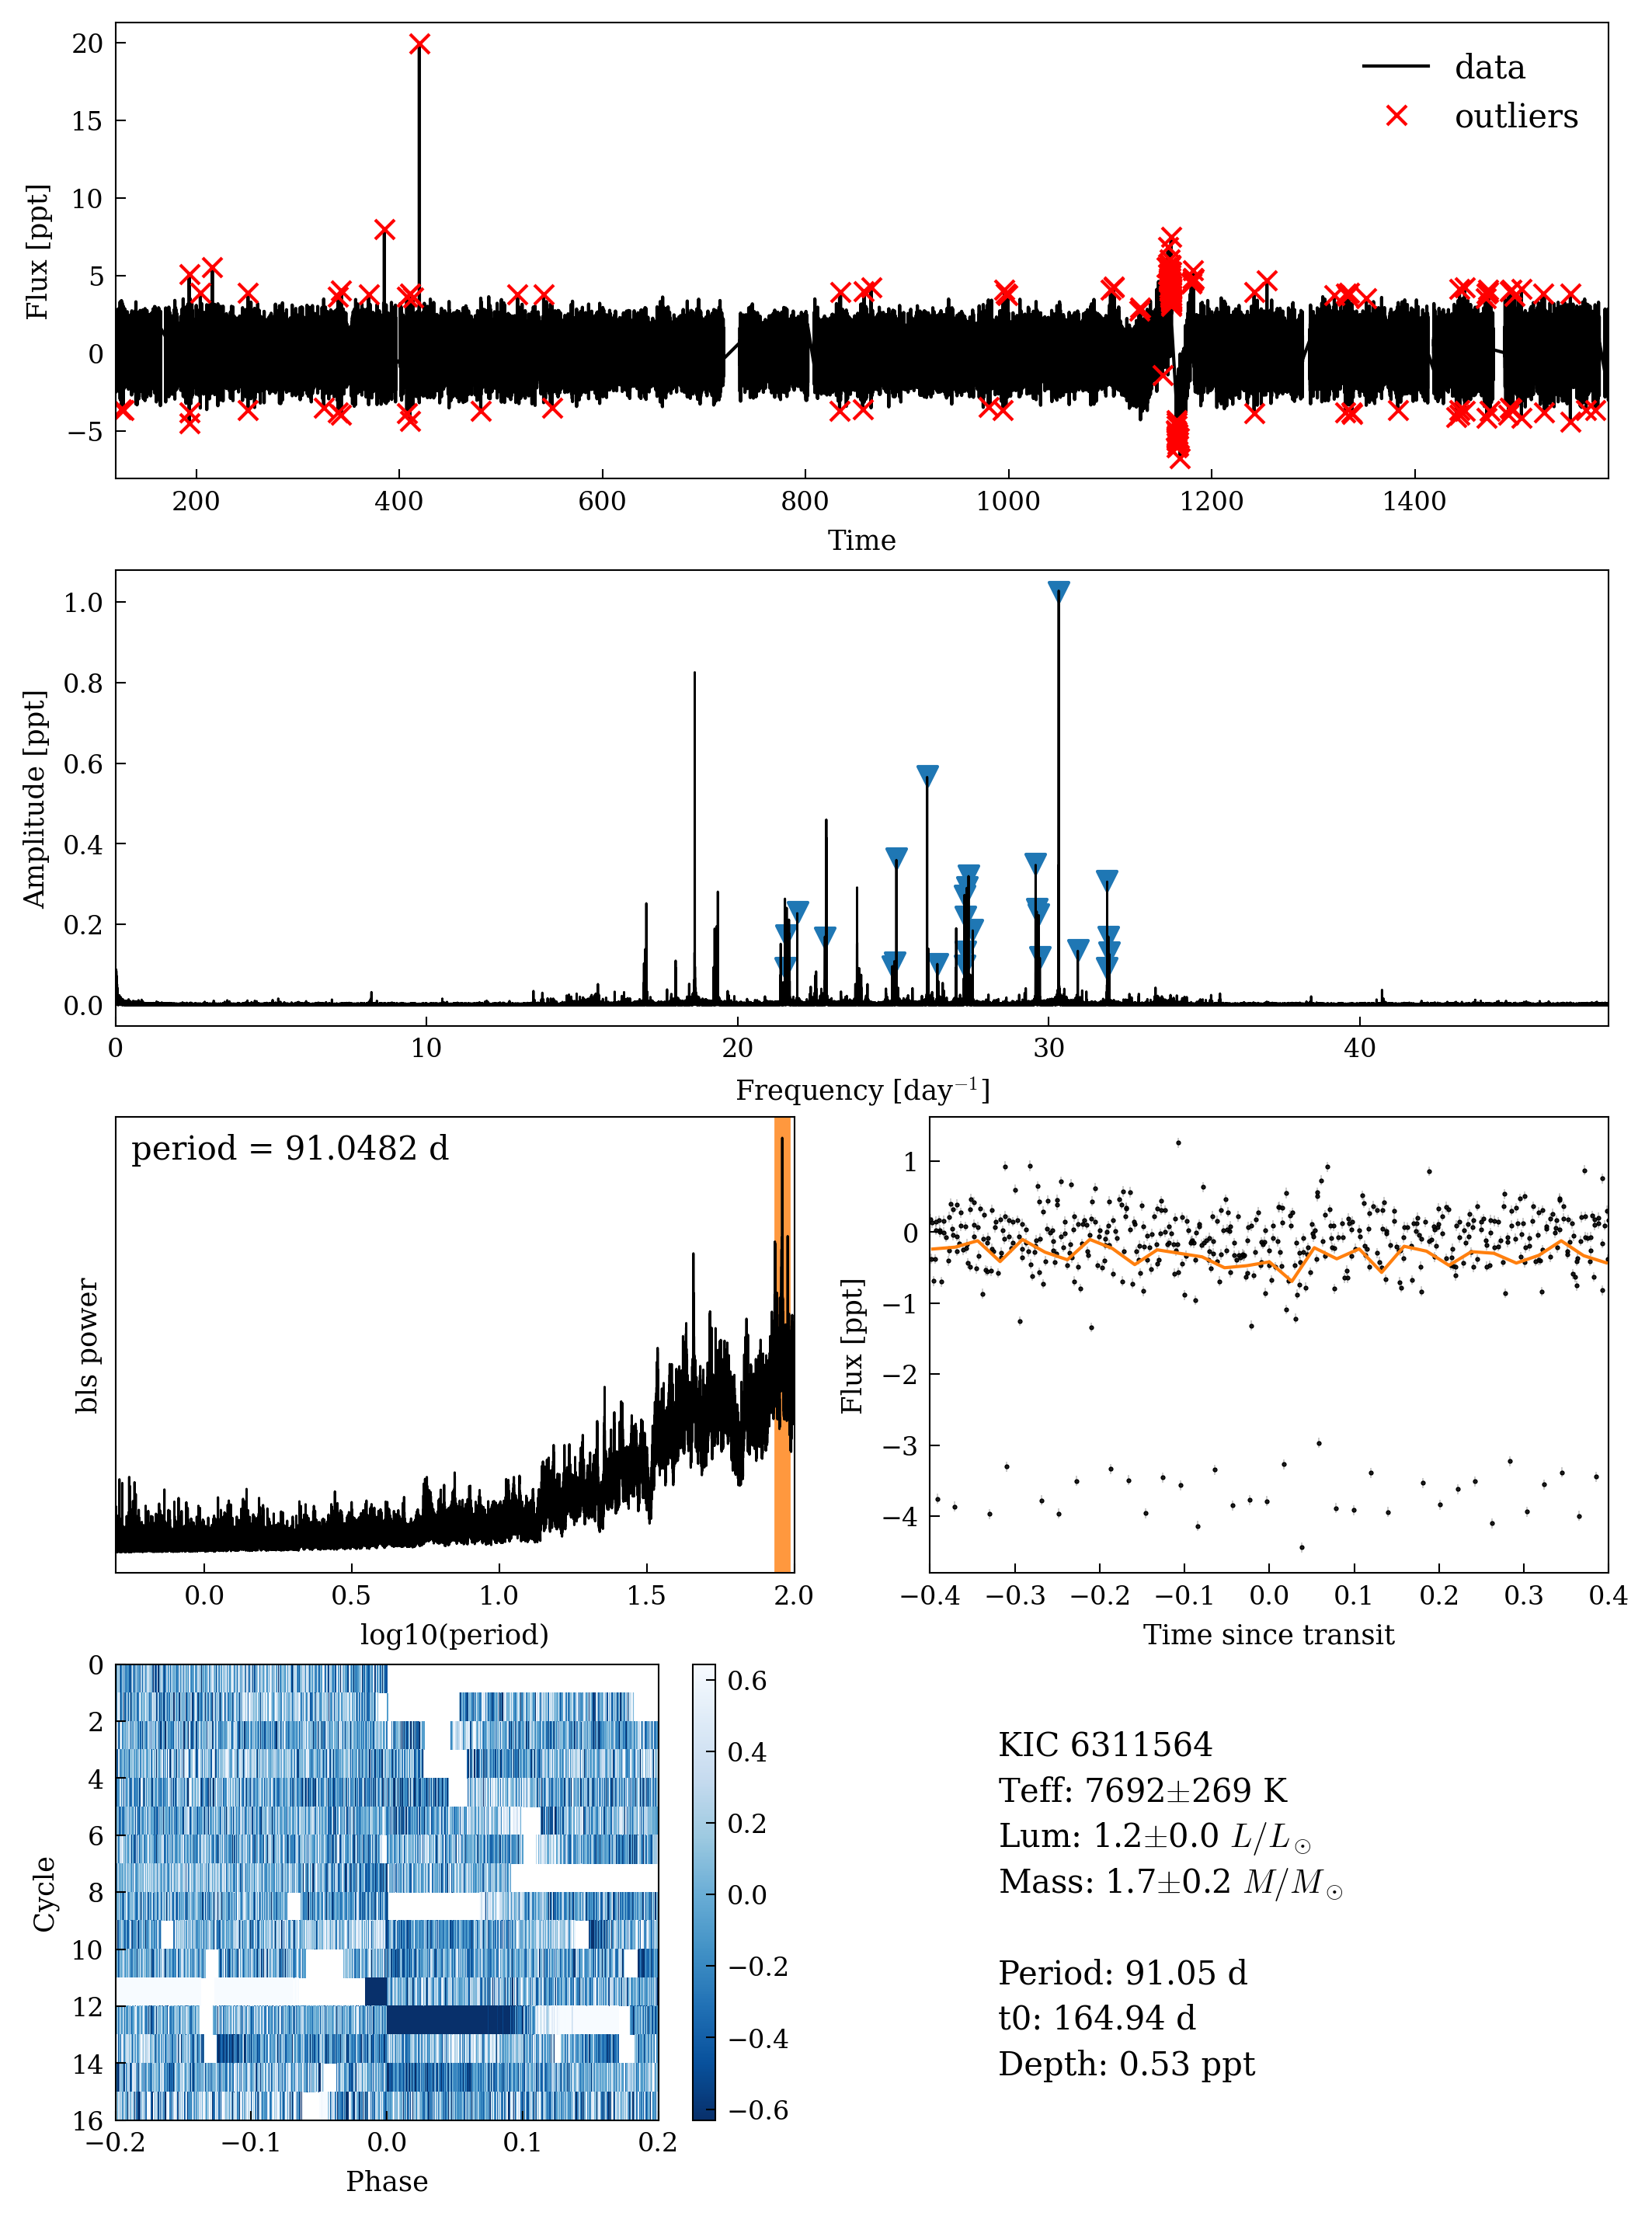 20
15
10
5
0
−5
Flux [ppt]
data
outliers
200 400 600 800 1000 1200 1400
Time
1.0
0.8
0.6
0.4
0.2
0.0
Amplitude [ppt]
0 10 20 30 40
Frequency [day⁻¹]
period = 91.0482 d
bls power
0.0 0.5 1.0 1.5 2.0
log10(period)
1
0
−1
−2
−3
−4
Flux [ppt]
−0.4 −0.3 −0.2 −0.1 0.0 0.1 0.2 0.3 0.4
Time since transit
0
2
4
6
8
10
12
14
16
Cycle
−0.2 −0.1 0.0 0.1 0.2
Phase
0.6
0.4
0.2
0.0
−0.2
−0.4
−0.6
KIC 6311564
Teff: 7692±269 K
Lum: 1.2±0.0 L/L⊙
Mass: 1.7±0.2 M/M⊙
Period: 91.05 d
t0: 164.94 d
Depth: 0.53 ppt